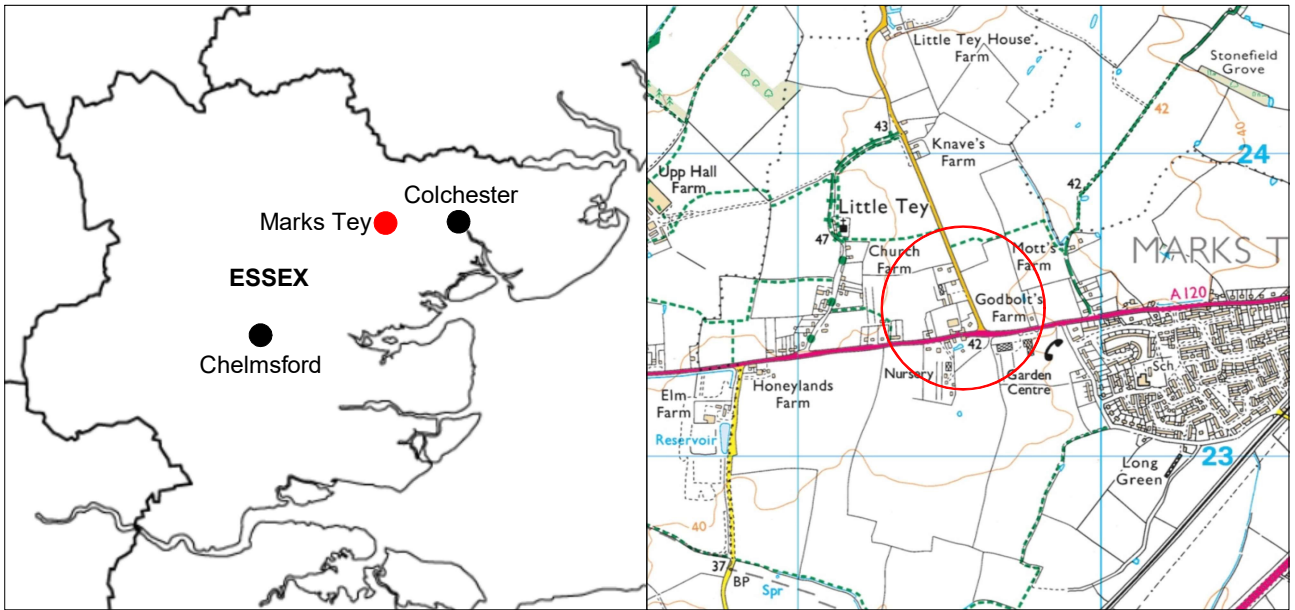 Colchester
Marks Tey
ESSEX
Chelmsford
Little Tey House
Farm
Stonefield
Grove
42
40
43
Knave's
Farm
24
Upp Hall
Farm
42
Little Tey
47
Church
Farm
Mott's
Farm
MARKS T
A120
Godbolt's
Farm
42
Nursery
Garden
Centre
Sch
Honeylands
Farm
Elm
Farm
Reservoir
Long
Green
23
40
37
BP
Spr